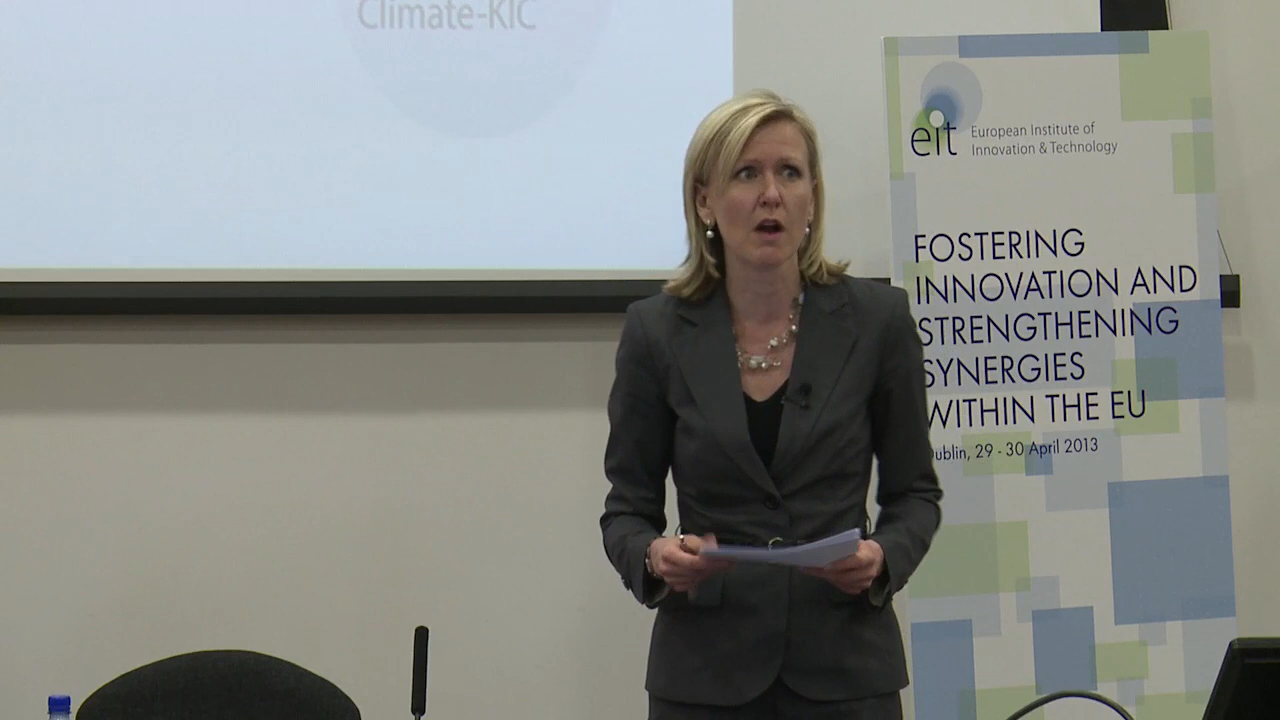 Climate-KIC
eit
European Institute of
Innovation & Technology
FOSTERING
INNOVATION AND
STRENGTHENING
SYNERGIES
WITHIN THE EU
Dublin, 29 - 30 April 2013